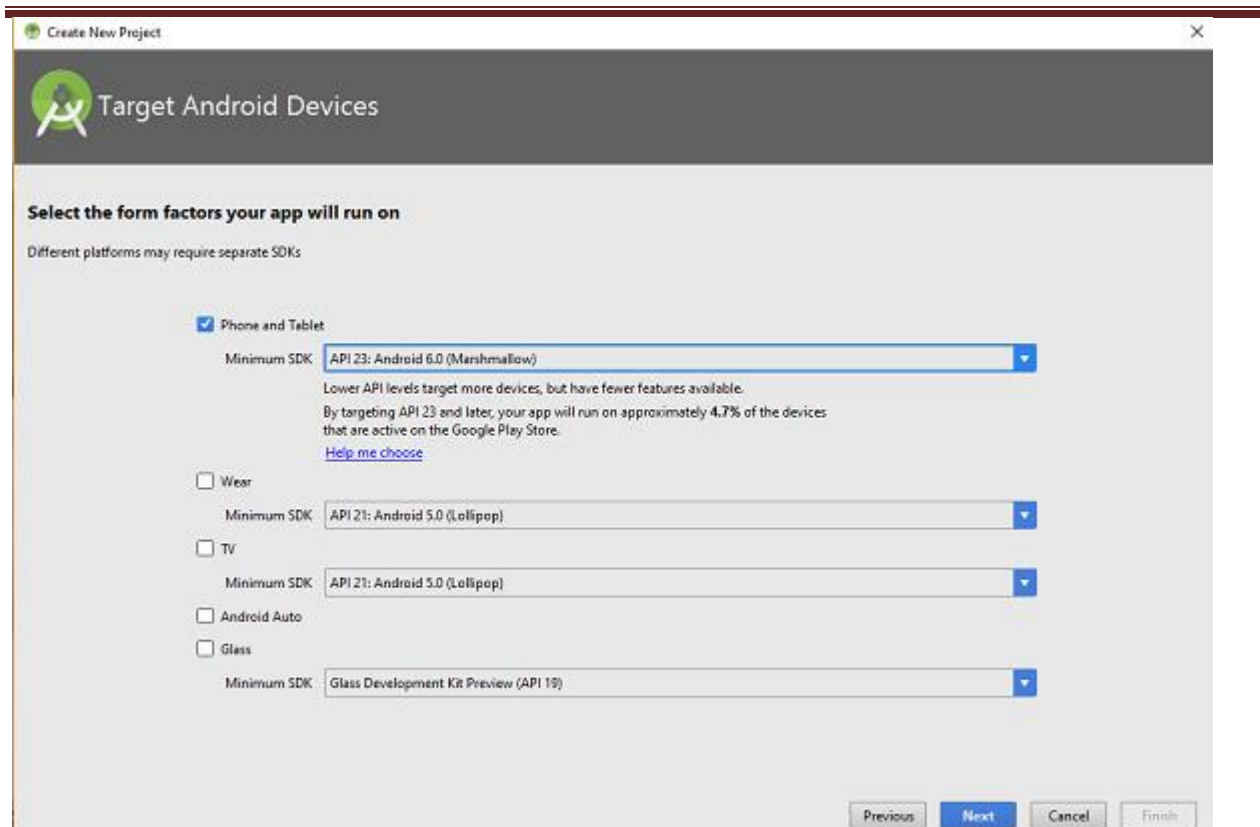 Create New Project
Target Android Devices
Select the form factors your app will run on
Different platforms may require separate SDKs
Phone and Tablet
Minimum SDK API 23: Android 6.0 (Marshmallow)
Lower API levels target more devices, but have fewer features available.
By targeting API 23 and later, your app will run on approximately 4.7% of the devices
that are active on the Google Play Store.
Help me choose
Wear
Minimum SDK API 21: Android 5.0 (Lollipop)
TV
Minimum SDK API 21: Android 5.0 (Lollipop)
Android Auto
Glass
Minimum SDK Glass Development Kit Preview (API 19)
Previous Next Cancel Finish